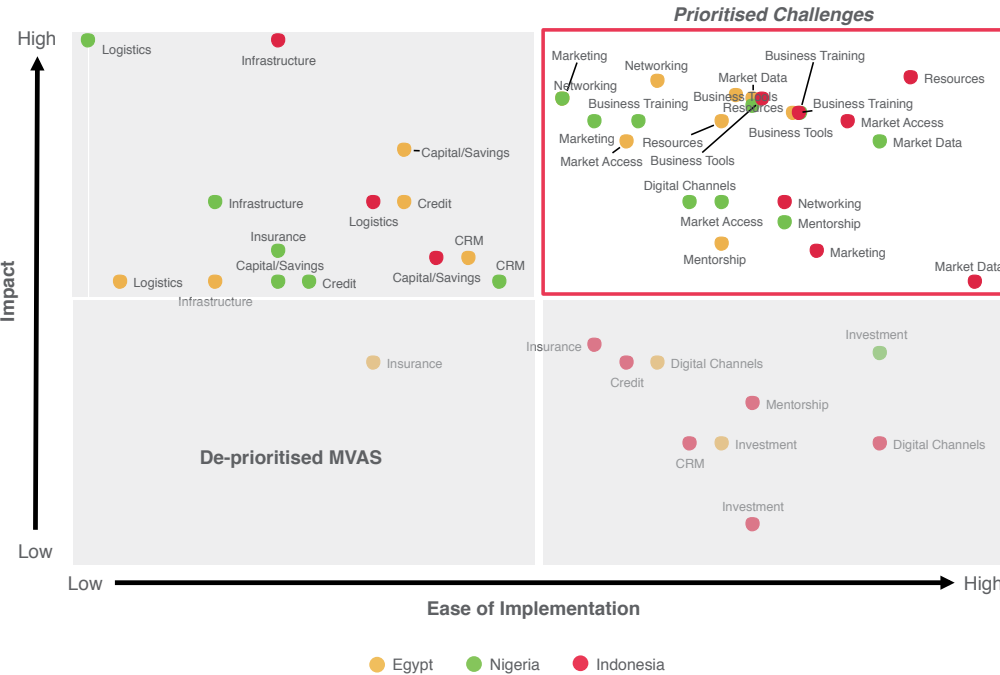 Prioritised Challenges
High
Logistics
Infrastructure
Marketing
Networking
Networking
Business Training
Market Data
Business Training
Resources
Business Tools
Resources
Business Training
Business Tools
Market Access
Market Data
Marketing
Resources
Market Access
Business Tools
Capital/Savings
Digital Channels
Infrastructure
Logistics
Credit
Market Access
Networking
Mentorship
Insurance
CRM
Mentorship
Marketing
Capital/Savings
Capital/Savings
CRM
Market Data
Logistics
Infrastructure
Credit
Impact
Insurance
Investment
Insurance
Credit
Digital Channels
Mentorship
De-prioritised MVAS
CRM
Investment
Digital Channels
Investment
Low
Low
High
Ease of Implementation
Egypt
Nigeria
Indonesia